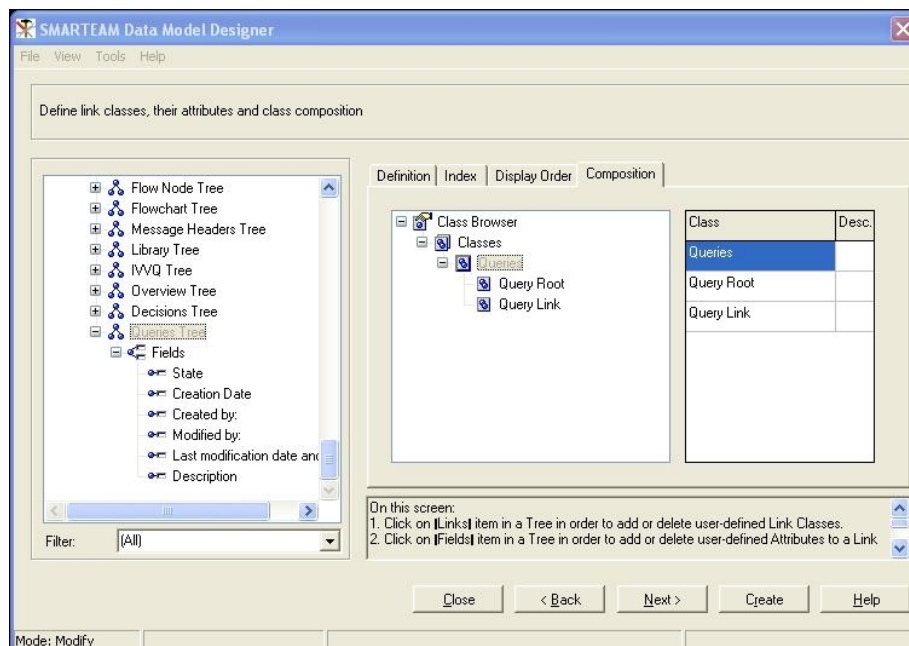 SMARTEAM Data Model Designer
File View Tools Help
Define link classes, their attributes and class composition
Flow Node Tree
Flowchart Tree
Message Headers Tree
Library Tree
IVVQ Tree
Overview Tree
Decisions Tree
Queries Tree
Fields
State
Creation Date
Created by:
Modified by:
Last modification date and
Description
Filter: (All)
Definition Index Display Order Composition
Class Browser
Classes
Queries
Query Root
Query Link
Class Desc.
Queries
Query Root
Query Link
On this screen:
1. Click on |Links| item in a Tree in order to add or delete user-defined Link Classes.
2. Click on |Fields| item in a Tree in order to add or delete user-defined Attributes to a Link
Close < Back Next > Create Help
Mode: Modify